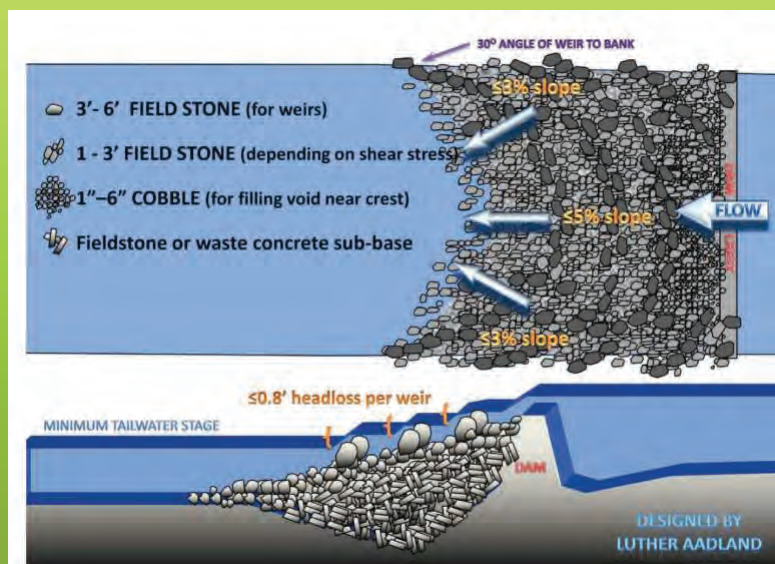 30° ANGLE OF WEIR TO BANK
3'- 6' FIELD STONE (for weirs)
1 - 3' FIELD STONE (depending on shear stress)
1"–6" COBBLE (for filling void near crest)
Fieldstone or waste concrete sub-base
≤3% slope
≤5% slope
≤3% slope
FLOW
DAM CREST
≤0.8' headloss per weir
MINIMUM TAILWATER STAGE
DAM
DESIGNED BY
LUTHER AADLAND